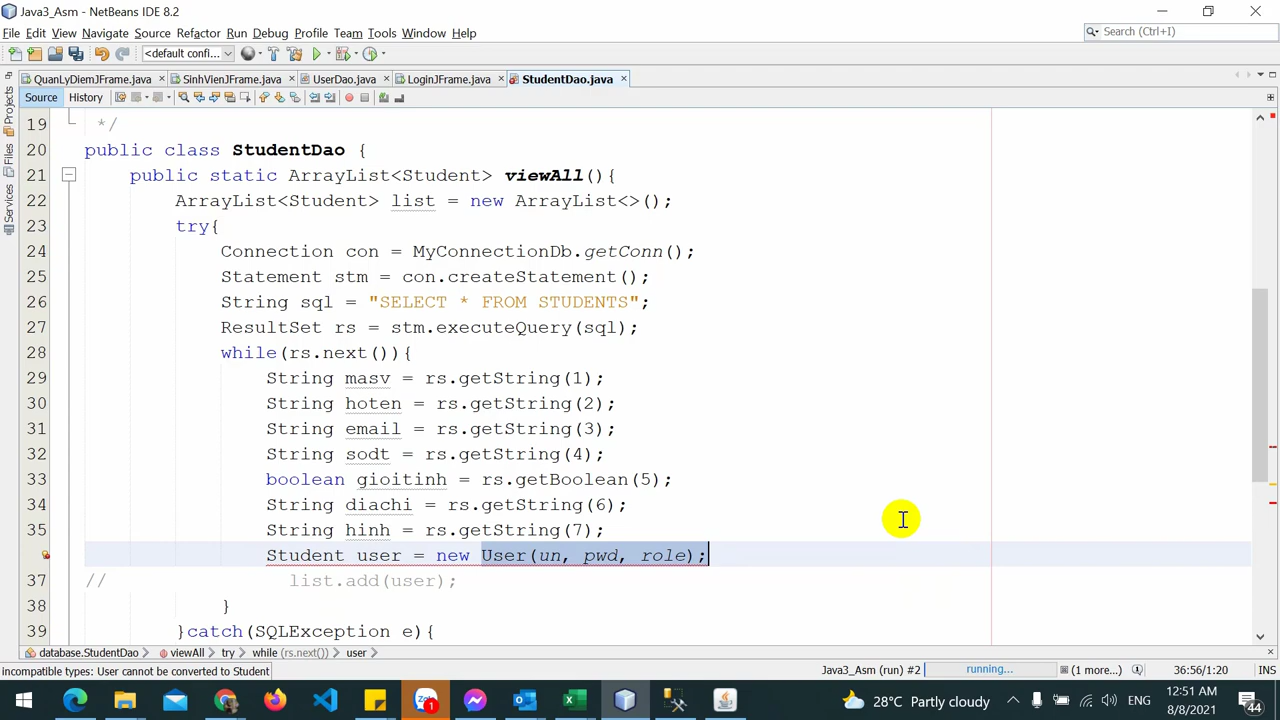 Java3_Asm - NetBeans IDE 8.2
File Edit View Navigate Source Refactor Run Debug Profile Team Tools Window Help
Search (Ctrl+I)
<default confi...
QuanLyDiemJFrame.java SinhVienJFrame.java UserDao.java LoginJFrame.java StudentDao.java
Source History
Projects
Files
Services
19 */
20 public class StudentDao {
21 public static ArrayList<Student> viewAll(){
22 ArrayList<Student> list = new ArrayList<>();
23 try{
24 Connection con = MyConnectionDb.getConn();
25 Statement stm = con.createStatement();
26 String sql = "SELECT * FROM STUDENTS";
27 ResultSet rs = stm.executeQuery(sql);
28 while(rs.next()){
29 String masv = rs.getString(1);
30 String hoten = rs.getString(2);
31 String email = rs.getString(3);
32 String sodt = rs.getString(4);
33 boolean gioitinh = rs.getBoolean(5);
34 String diachi = rs.getString(6);
35 String hinh = rs.getString(7);
Student user = new User(un, pwd, role);
37 // list.add(user);
38 }
39 }catch(SQLException e){
database.StudentDao viewAll try while (rs.next()) user
incompatible types: User cannot be converted to Student Java3_Asm (run) #2 running... (1 more...) 36:56/1:20 INS
28°C Partly cloudy
12:51 AM
8/8/2021
44
1